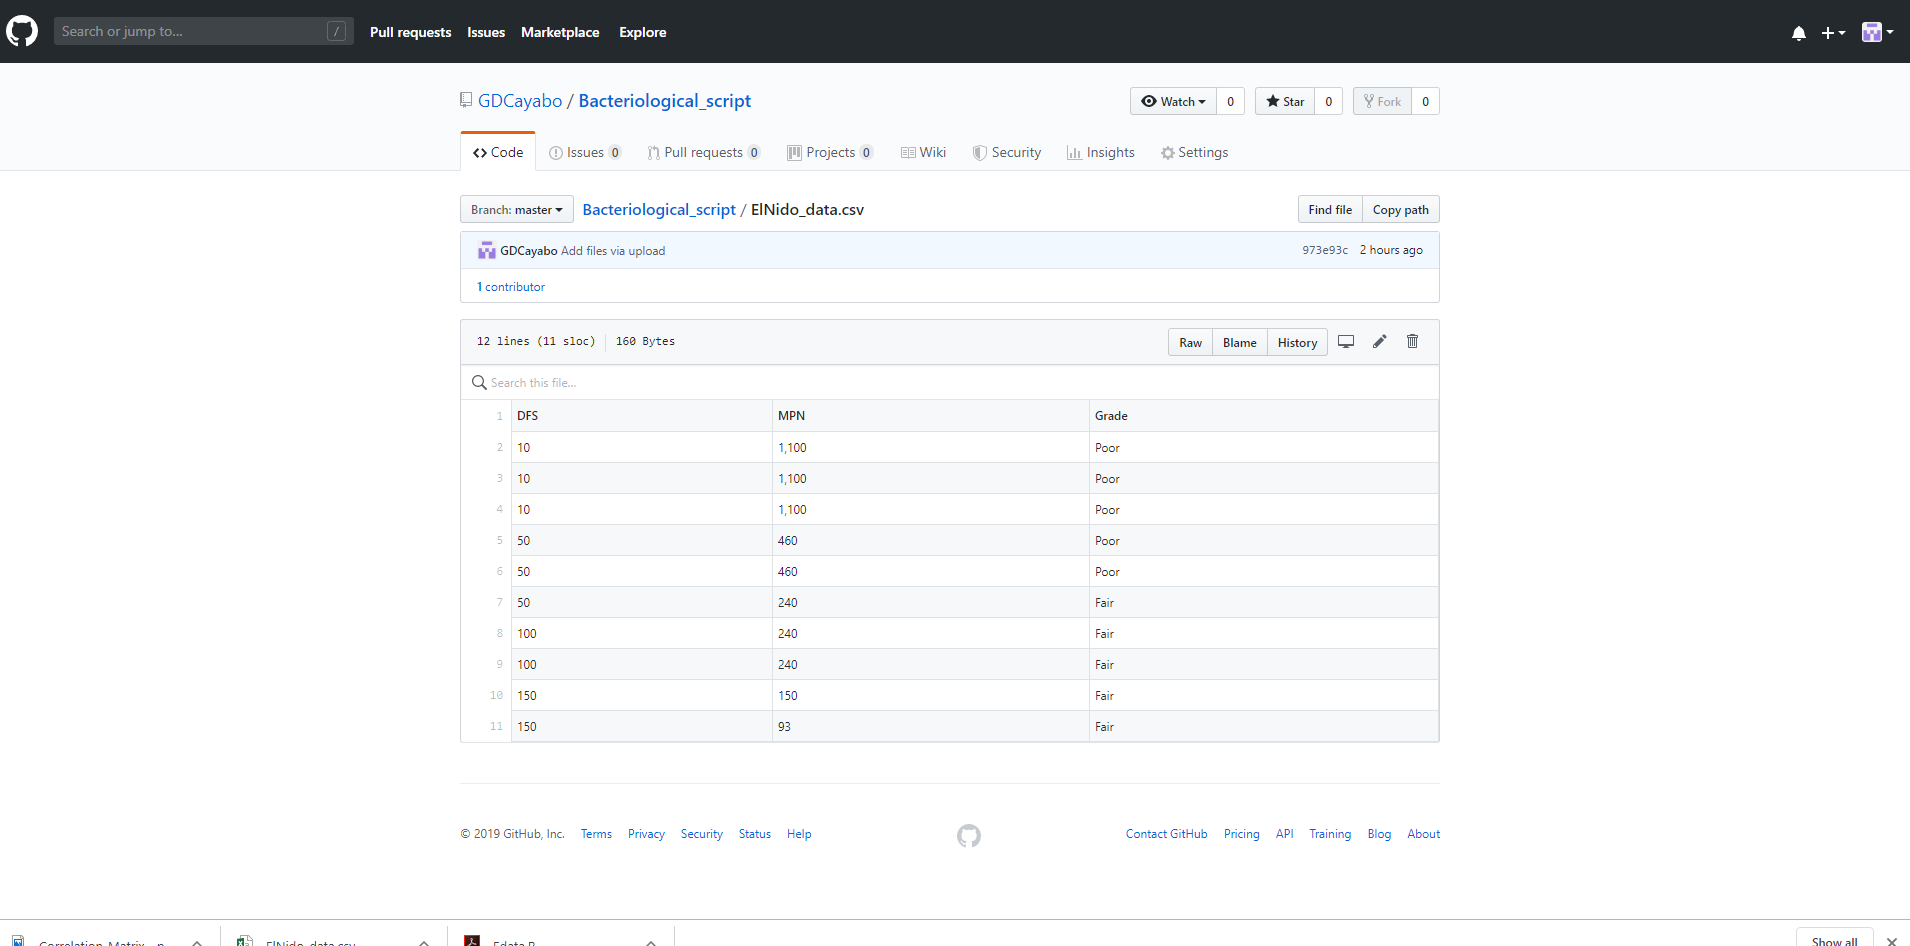 Search or jump to... / Pull requests Issues Marketplace Explore
GDCayabo / Bacteriological_script Watch 0 Star 0 Fork 0
Code Issues 0 Pull requests 0 Projects 0 Wiki Security Insights Settings
Branch: master Bacteriological_script / ElNido_data.csv Find file Copy path
GDCayabo Add files via upload 973e93c 2 hours ago
1 contributor
12 lines (11 sloc) 160 Bytes Raw Blame History
Search this file...
1 DFS MPN Grade
2 10 1,100 Poor
3 10 1,100 Poor
4 10 1,100 Poor
5 50 460 Poor
6 50 460 Poor
7 50 240 Fair
8 100 240 Fair
9 100 240 Fair
10 150 150 Fair
11 150 93 Fair
© 2019 GitHub, Inc. Terms Privacy Security Status Help Contact GitHub Pricing API Training Blog About
Correlation_Matrix ElNido_data.csv Show all